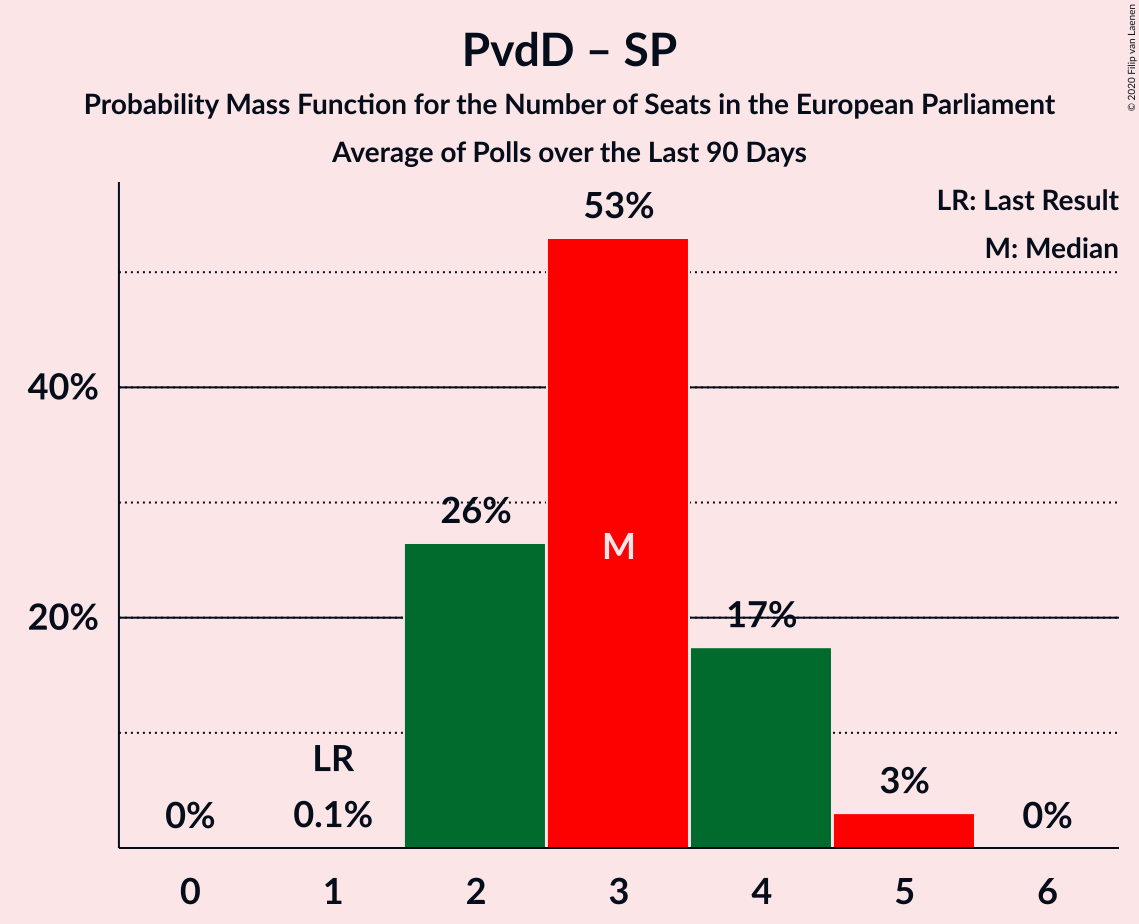 PvdD – SP
Probability Mass Function for the Number of Seats in the European Parliament
Average of Polls over the Last 90 Days
© 2020 Filip van Laenen
LR: Last Result
M: Median
53%
40%
26%
M
20%
17%
LR
3%
0%
0.1%
0%
0
1
2
3
4
5
6